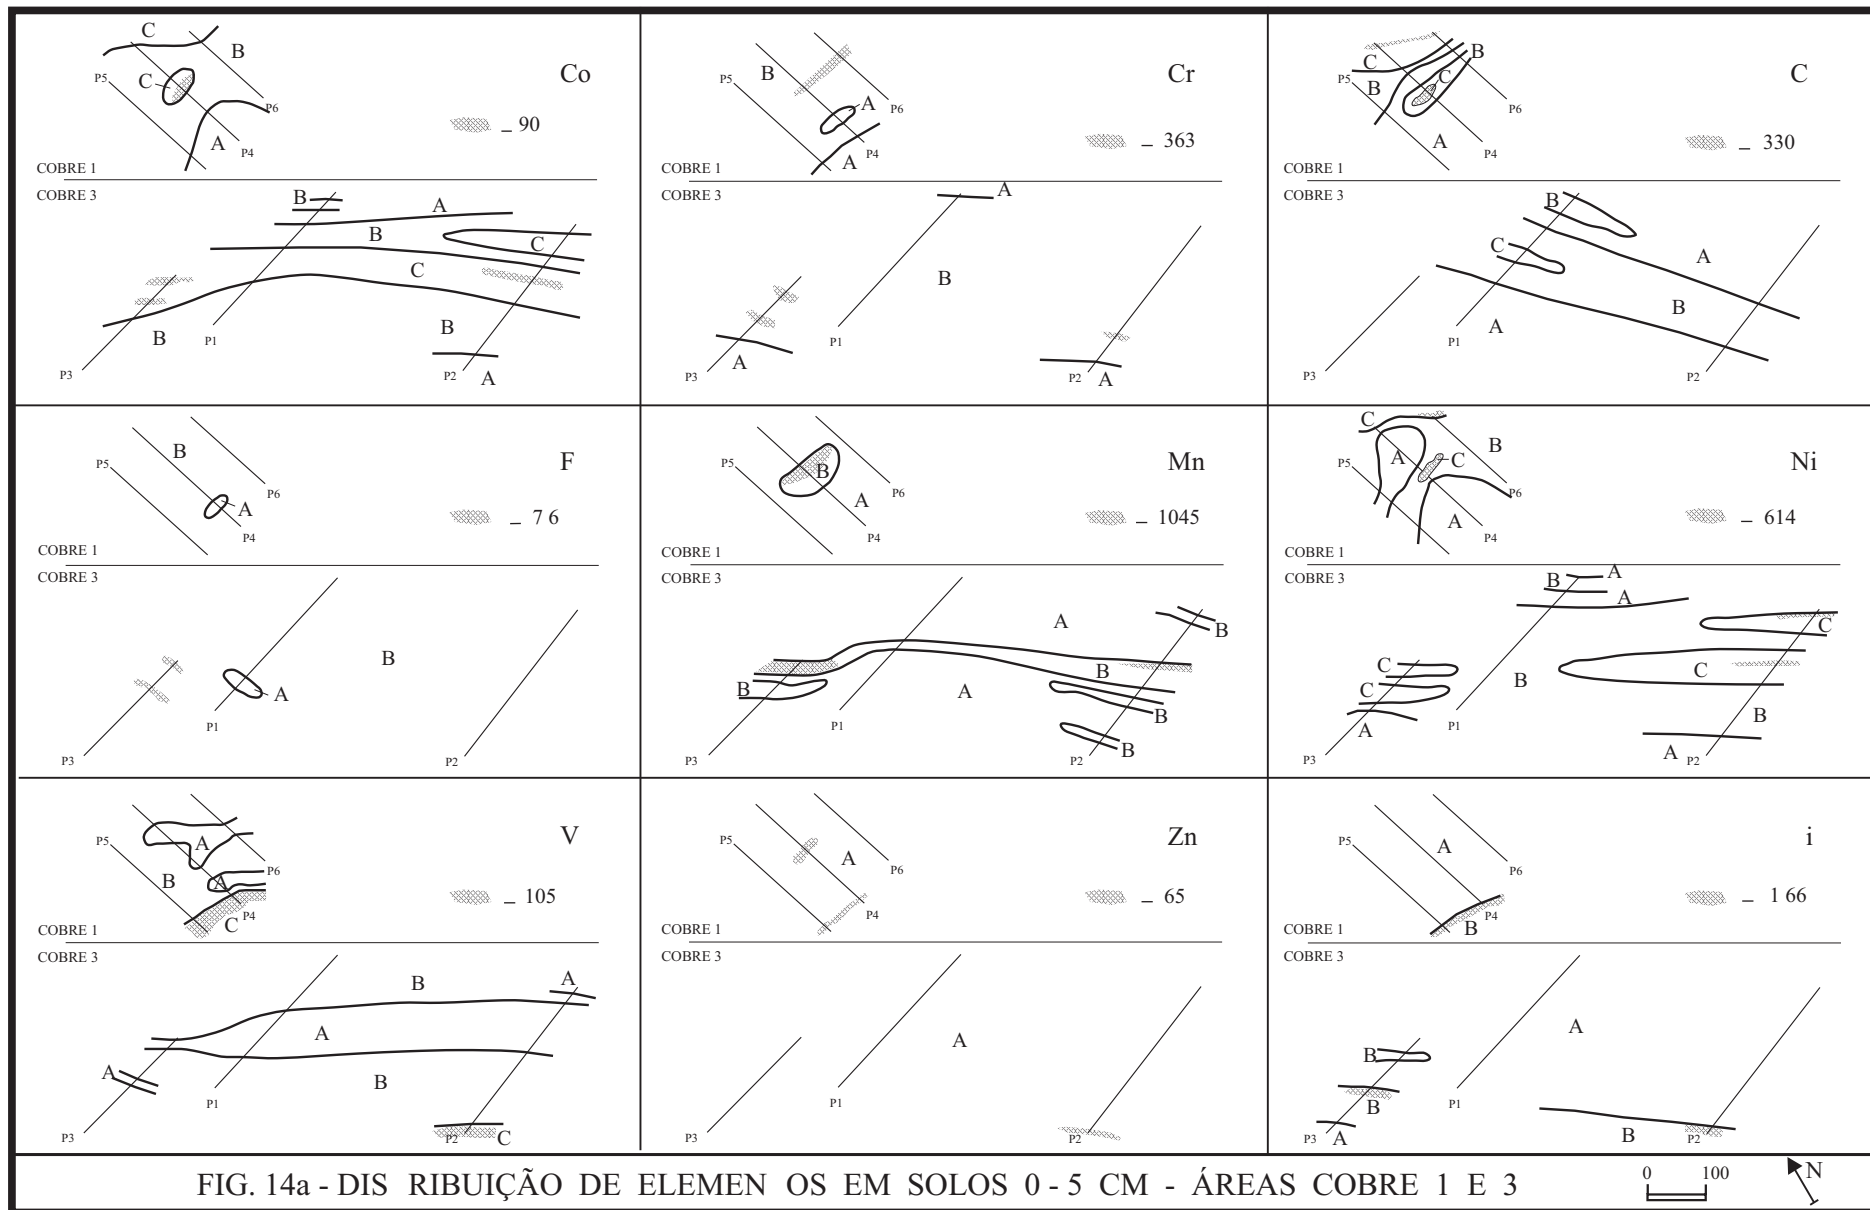 C
B
P5
C
Co
P6
_ 90
A
P4
COBRE 1
COBRE 3
B
A
B
C
C
B
B
P1
P3
P2
A
B
P5
Cr
A
P6
_ 363
P4
A
COBRE 1
COBRE 3
A
B
P1
A
P3
P2
A
B
C
P5
C
C
B
P6
_ 330
A
P4
COBRE 1
COBRE 3
B
C
A
B
A
P1
P3
P2
B
P5
F
P6
A
_ 7 6
P4
COBRE 1
COBRE 3
B
A
P1
P3
P2
P5
B
Mn
A
P6
_ 1045
P4
COBRE 1
COBRE 3
A
B
B
B
A
B
P1
B
P3
P2
C
B
A
C
P5
Ni
P6
_ 614
A
P4
COBRE 1
COBRE 3
B
A
A
C
C
C
B
C
P1
B
A
A
P3
P2
P5
A
V
P6
B
A
_ 105
P4
C
COBRE 1
COBRE 3
B
A
A
A
B
P1
P3
P2
C
P5
A
Zn
P6
_ 65
P4
COBRE 1
COBRE 3
A
P1
P3
P2
P5
A
i
P6
_ 1 66
P4
B
COBRE 1
COBRE 3
A
B
P1
B
P3
A
B
P2
FIG. 14a - DIS RIBUIÇÃO DE ELEMEN OS EM SOLOS 0 - 5 CM - ÁREAS COBRE 1 E 3
0 100
N